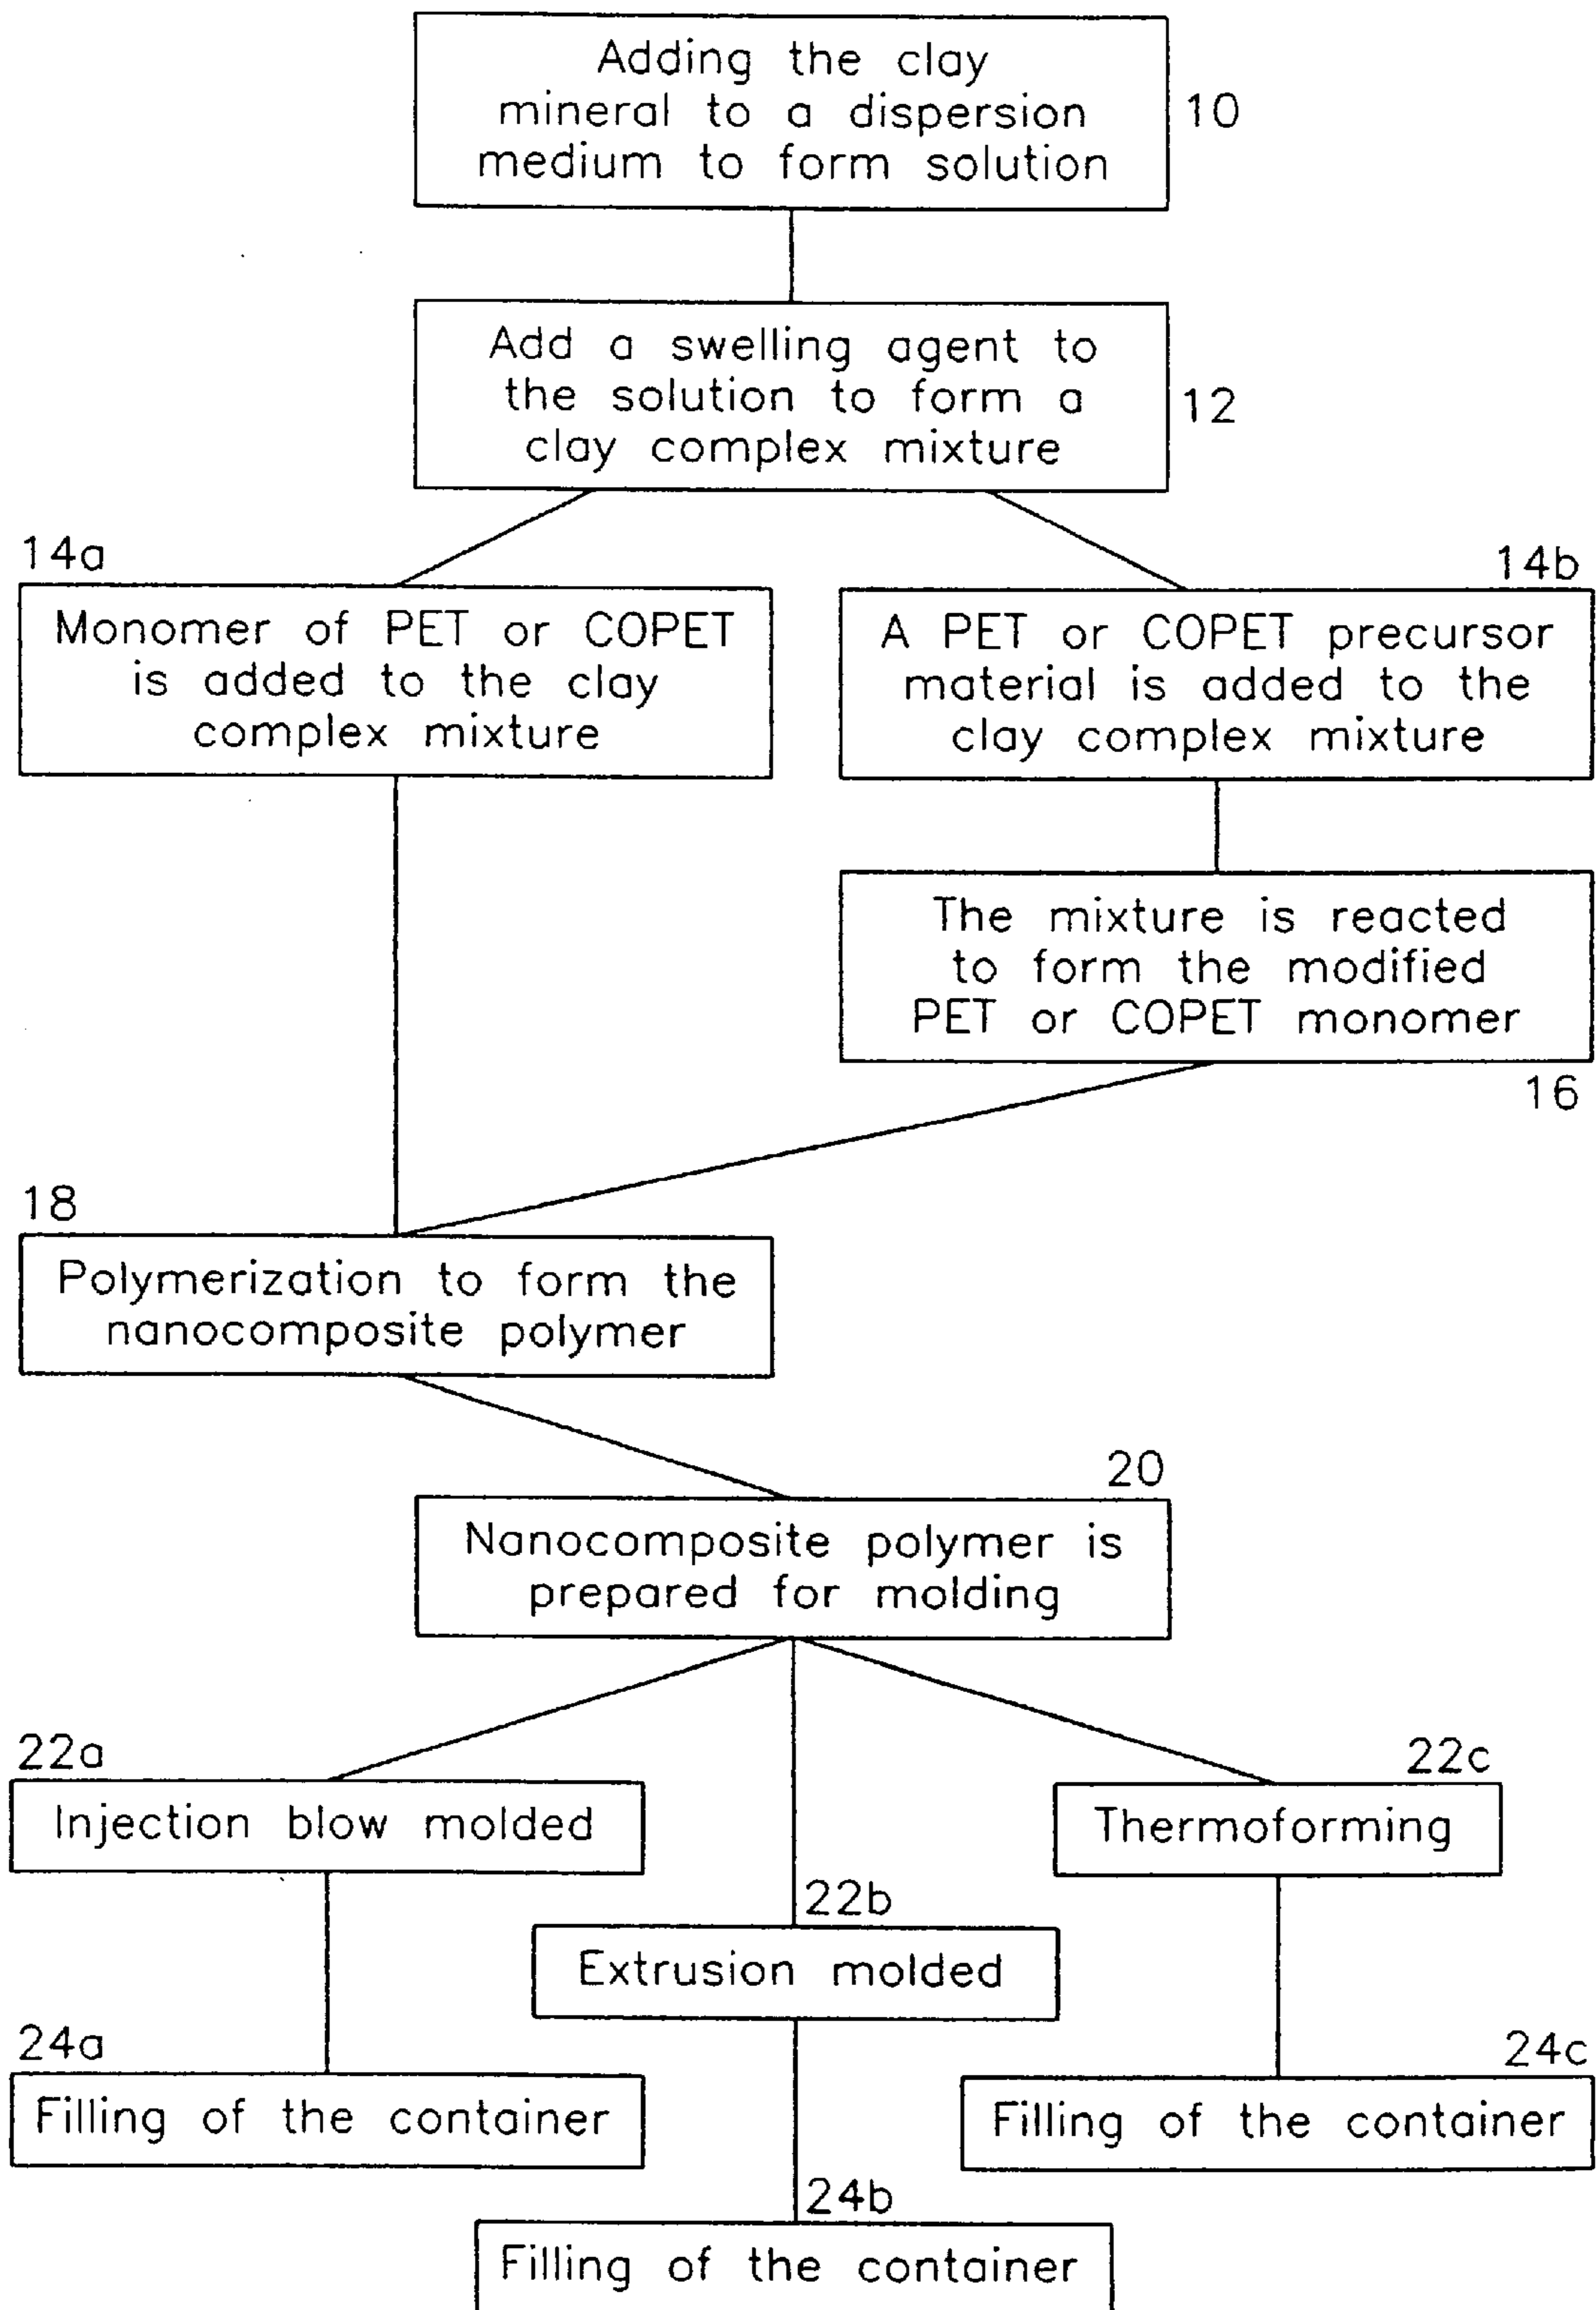 Adding the clay
mineral to a dispersion
medium to form solution
10
Add a swelling agent to
the solution to form a
clay complex mixture
12
14a
Monomer of PET or COPET
is added to the clay
complex mixture
14b
A PET or COPET precursor
material is added to the
clay complex mixture
The mixture is reacted
to form the modified
PET or COPET monomer
16
18
Polymerization to form the
nanocomposite polymer
20
Nanocomposite polymer is
prepared for molding
22a
Injection blow molded
22b
Extrusion molded
22c
Thermoforming
24a
Filling of the container
24b
Filling of the container
24c
Filling of the container